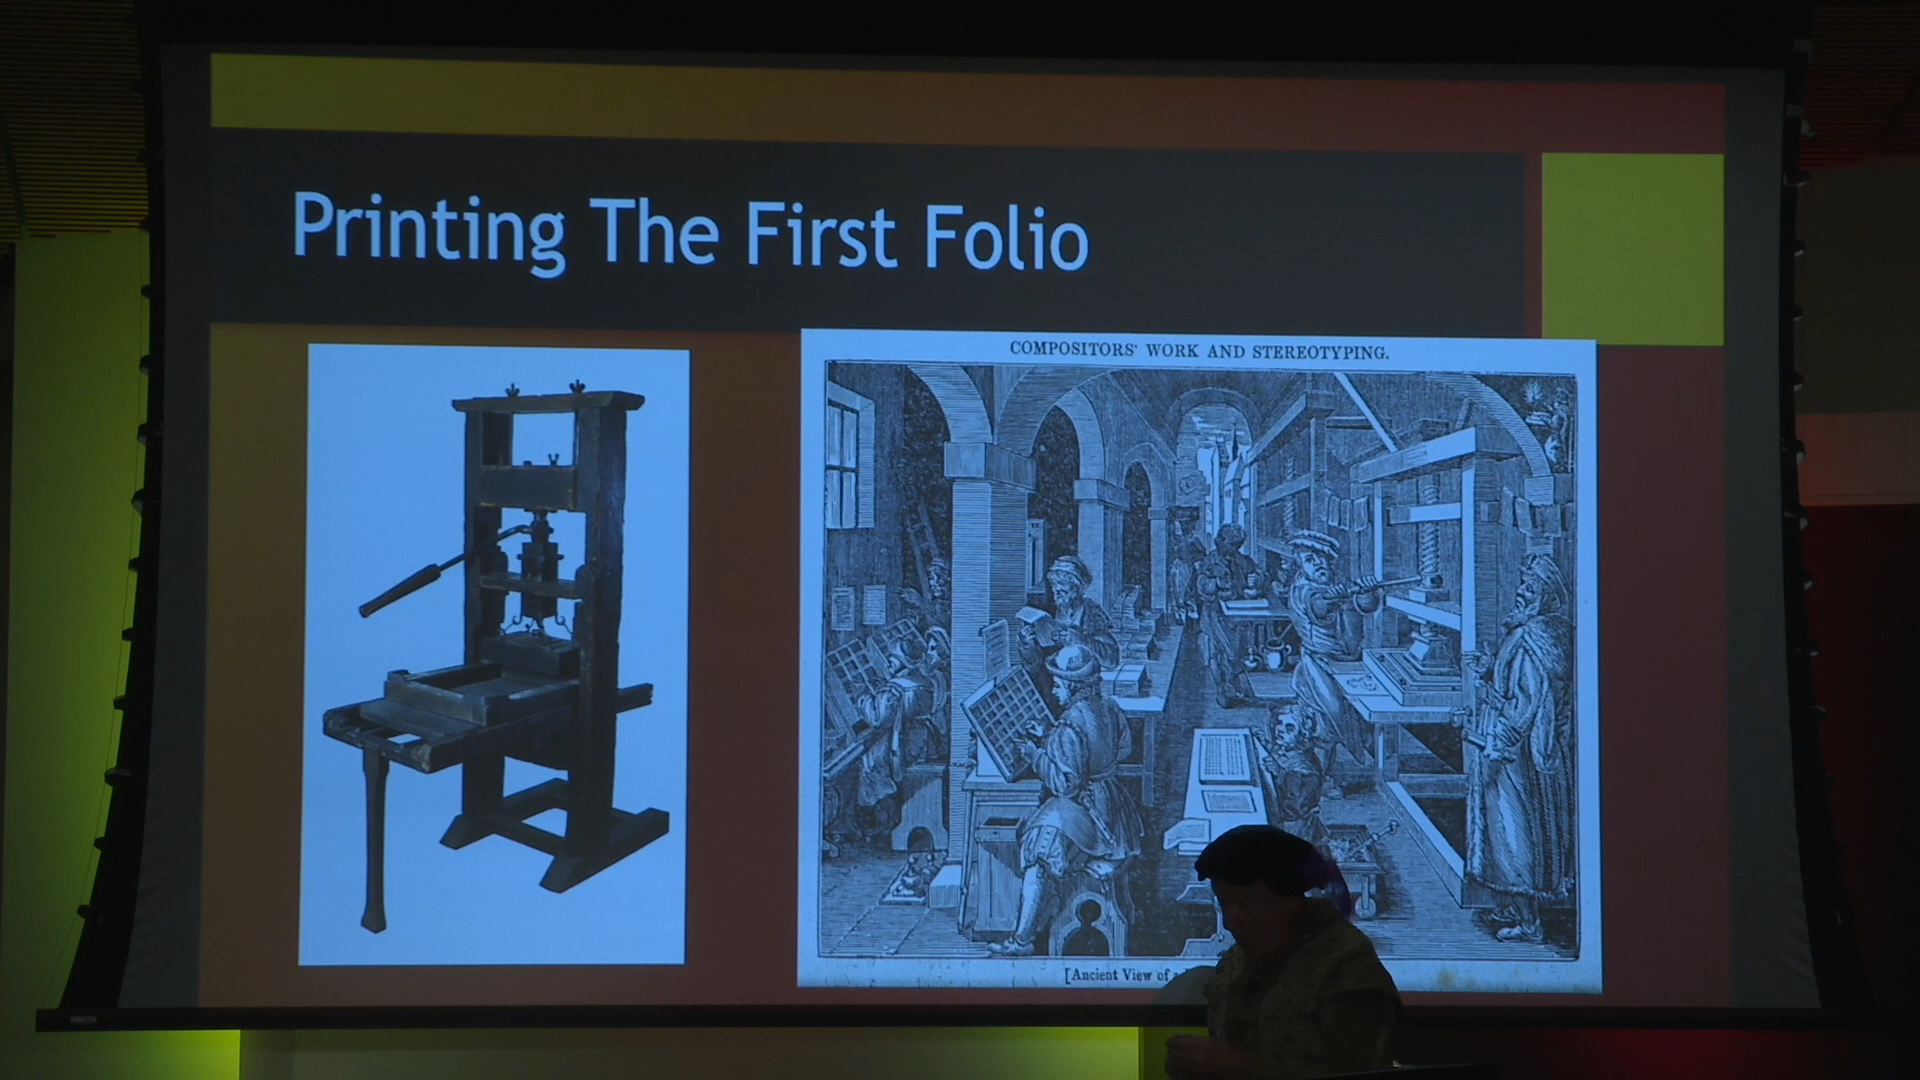 Printing The First Folio
COMPOSITORS' WORK AND STEREOTYPING.
[Ancient View of a